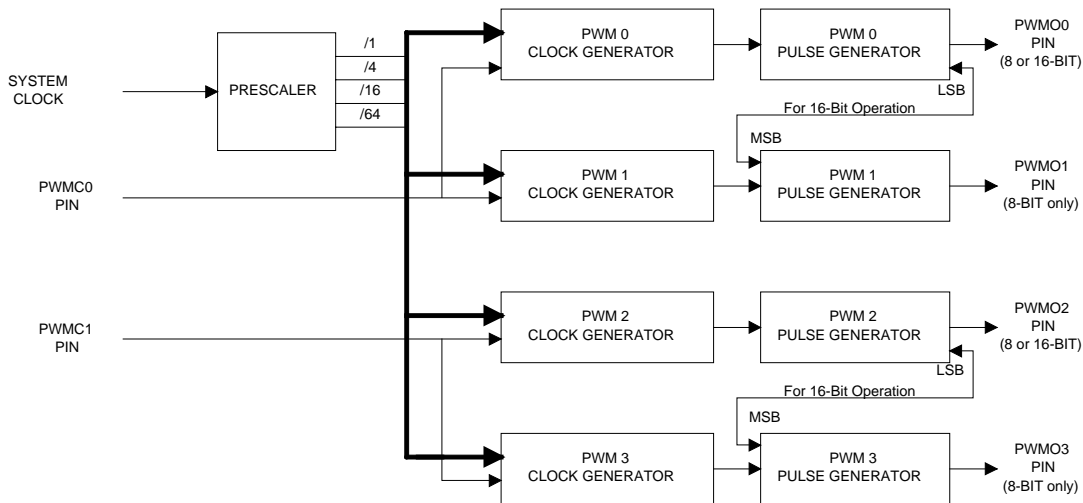 SYSTEM
CLOCK
PRESCALER
/1
/4
/16
/64
PWM 0
CLOCK GENERATOR
PWM 0
PULSE GENERATOR
PWMO0
PIN
(8 or 16-BIT)
LSB
For 16-Bit Operation
MSB
PWMC0
PIN
PWM 1
CLOCK GENERATOR
PWM 1
PULSE GENERATOR
PWMO1
PIN
(8-BIT only)
PWMC1
PIN
PWM 2
CLOCK GENERATOR
PWM 2
PULSE GENERATOR
PWMO2
PIN
(8 or 16-BIT)
LSB
For 16-Bit Operation
MSB
PWM 3
CLOCK GENERATOR
PWM 3
PULSE GENERATOR
PWMO3
PIN
(8-BIT only)